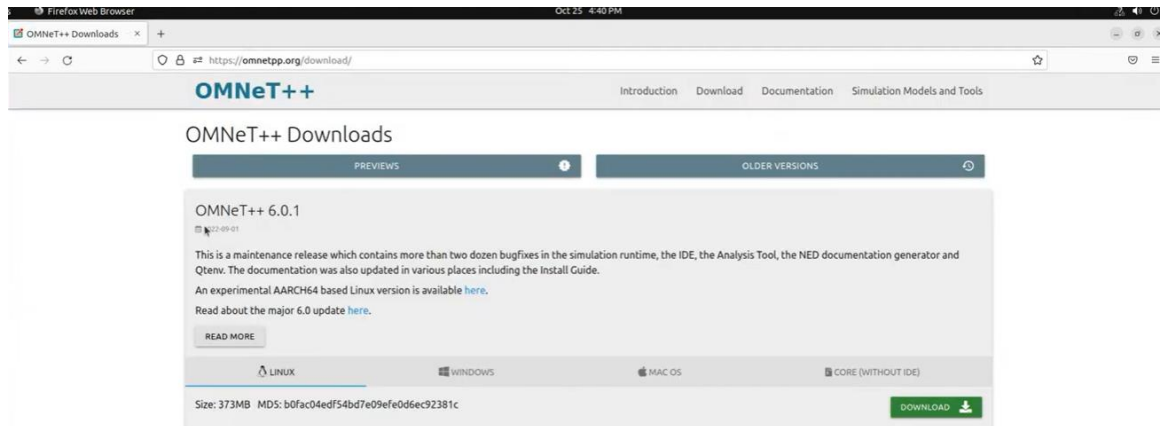 Firefox Web Browser
Oct 25 4:40 PM
OMNeT++ Downloads
https://omnetpp.org/download/
OMNeT++
Introduction Download Documentation Simulation Models and Tools
OMNeT++ Downloads
PREVIEWS
OLDER VERSIONS
OMNeT++ 6.0.1
This is a maintenance release which contains more than two dozen bugfixes in the simulation runtime, the IDE, the Analysis Tool, the NED documentation generator and
Qtenv. The documentation was also updated in various places including the Install Guide.
An experimental AARCH64 based Linux version is available here.
Read about the major 6.0 update here.
READ MORE
LINUX WINDOWS MAC OS CORE (WITHOUT IDE)
Size: 373MB MD5: b0fac04edf54bd7e09efe0d6ec92381c
DOWNLOAD